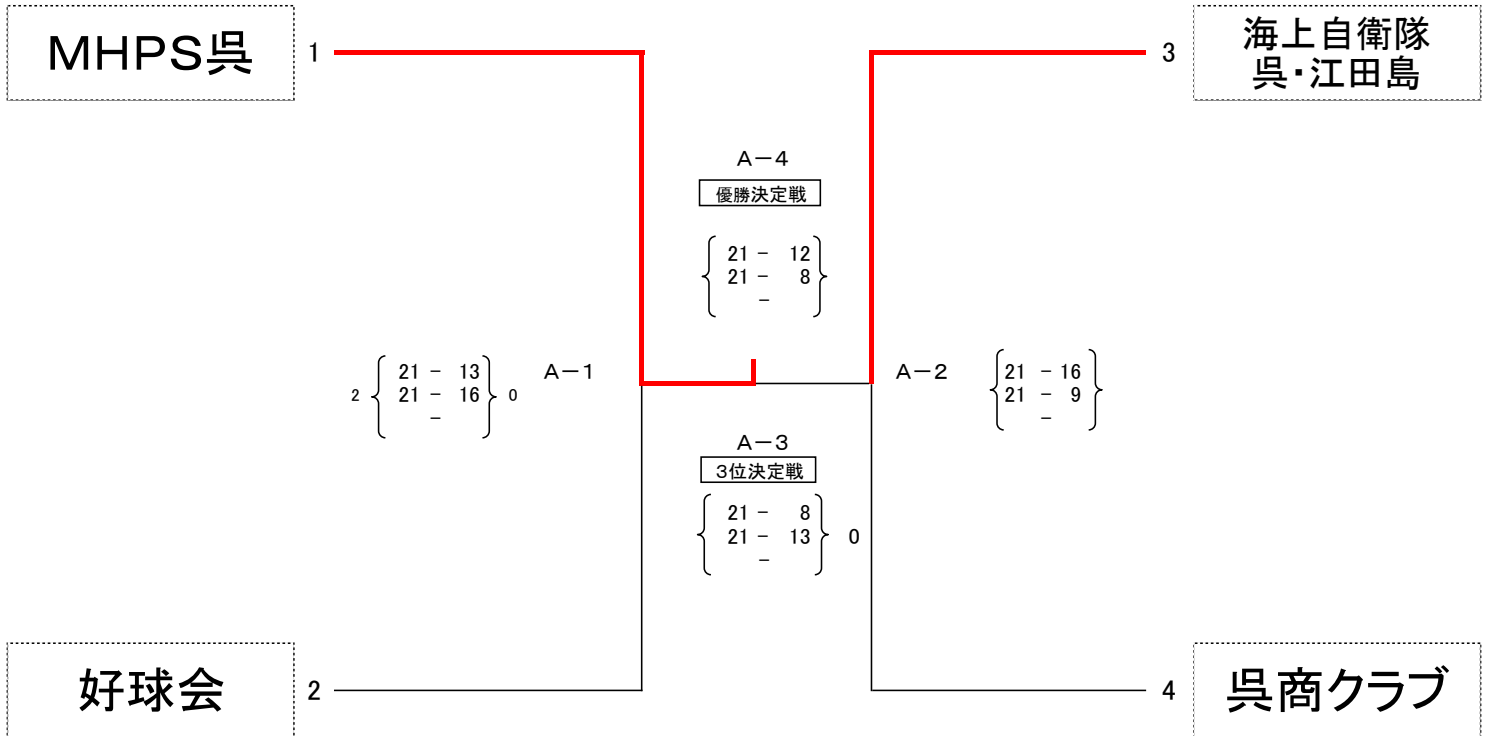 MHPS呉
1
3
海上自衛隊
呉・江田島
A－4
優勝決定戦
21 － 12
21 － 8
－
2
21 － 13
21 － 16
－
0
A－1
A－2
21 － 16
21 － 9
－
A－3
3位決定戦
21 － 8
21 － 13
－
0
好球会
2
4
呉商クラブ